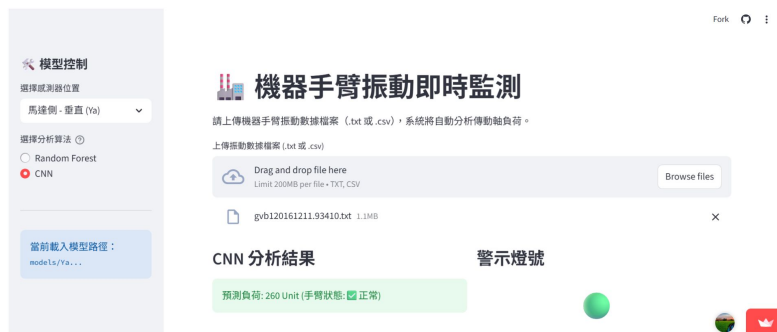 Fork
🛠️ 模型控制
選擇感測器位置
馬達側 - 垂直 (Ya)
選擇分析算法
Random Forest
CNN
當前載入模型路徑：
models/Ya...
🏭 機器手臂振動即時監測
請上傳機器手臂振動數據檔案（.txt 或 .csv），系統將自動分析傳動軸負荷。
上傳振動數據檔案 (.txt 或 .csv)
Drag and drop file here
Limit 200MB per file • TXT, CSV
Browse files
gvb120161211.93410.txt 1.1MB
CNN 分析結果
警示燈號
預測負荷: 260 Unit (手臂狀態: ✅ 正常)